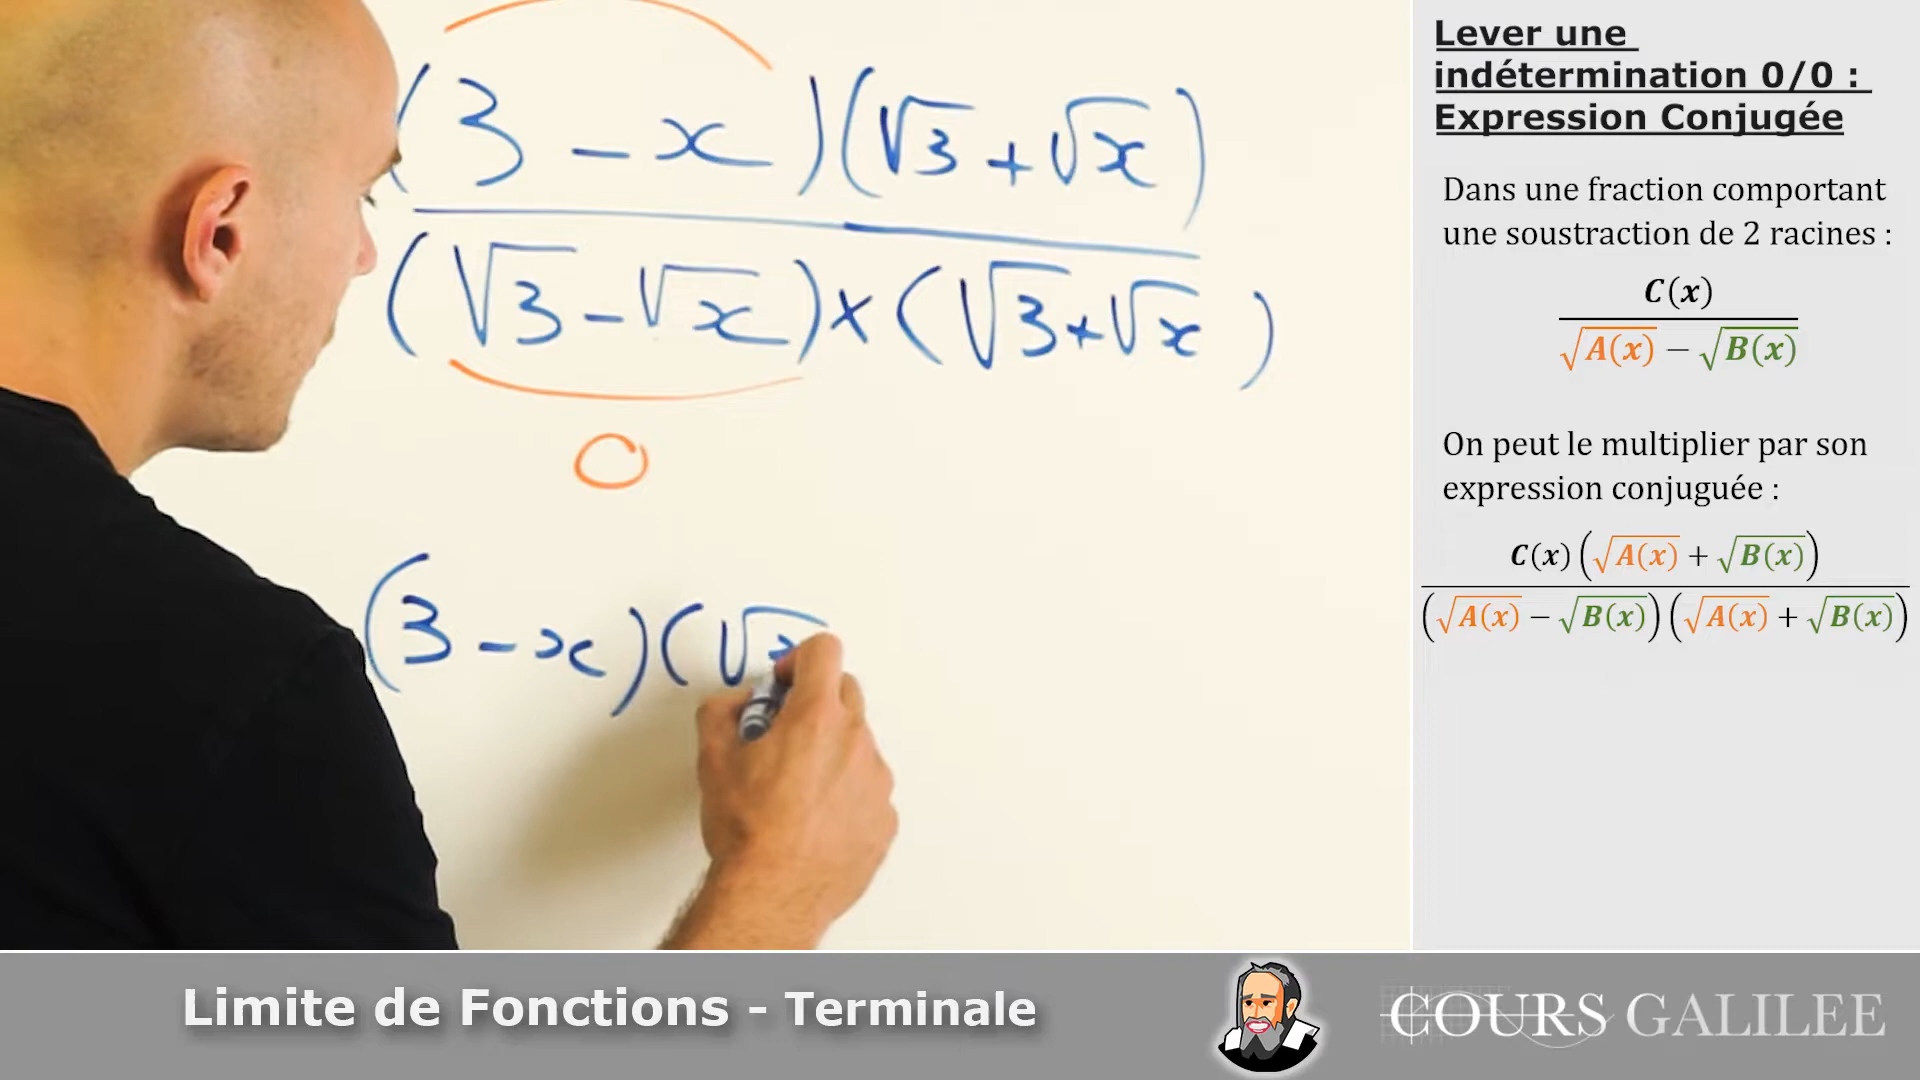 (3 - x)(√3 + √x)
(√3 - √x) × (√3 + √x)
0
(3 - x)(√
Lever une
indétermination 0/0 :
Expression Conjugée
Dans une fraction comportant
une soustraction de 2 racines :
C(x)
√A(x) − √B(x)
On peut le multiplier par son
expression conjuguée :
C(x)(√A(x) + √B(x))
(√A(x) − √B(x))(√A(x) + √B(x))
Limite de Fonctions - Terminale
COURS GALILEE